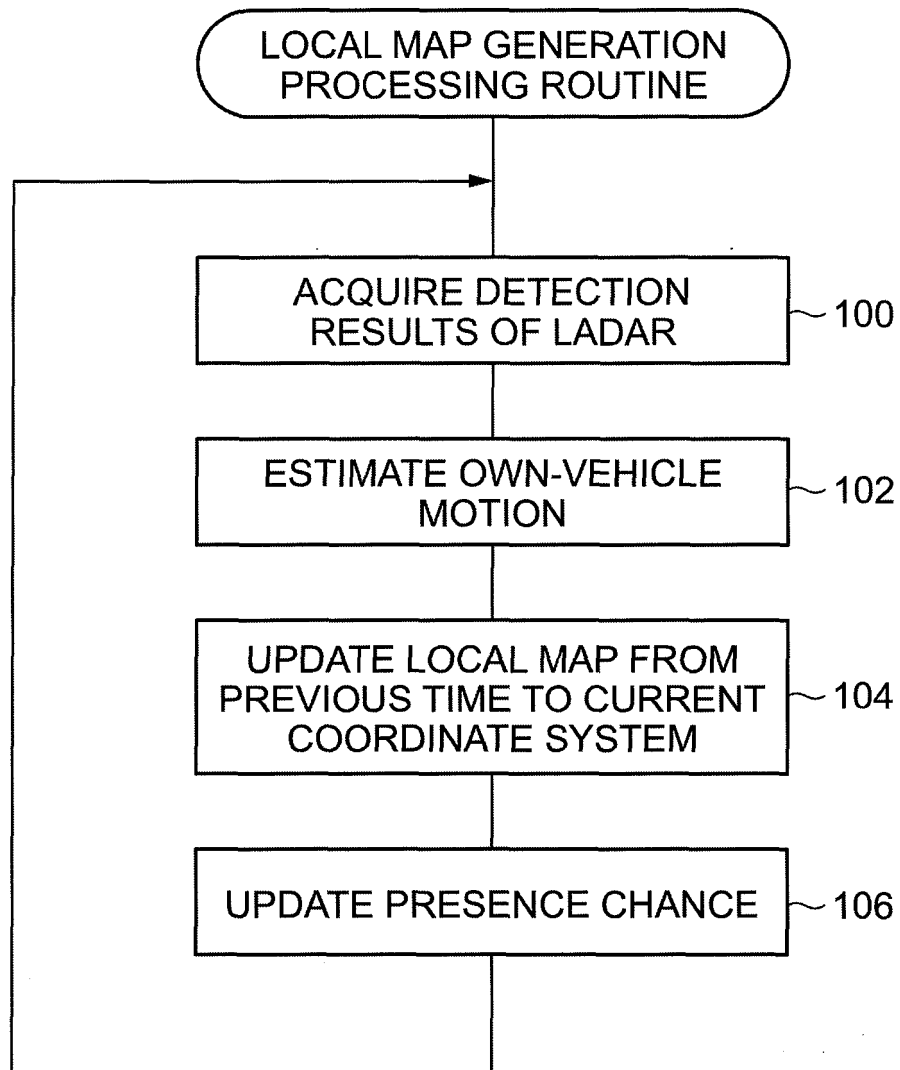 LOCAL MAP GENERATION
PROCESSING ROUTINE
ACQUIRE DETECTION
RESULTS OF LADAR
100
ESTIMATE OWN-VEHICLE
MOTION
102
UPDATE LOCAL MAP FROM
PREVIOUS TIME TO CURRENT
COORDINATE SYSTEM
104
UPDATE PRESENCE CHANCE
106